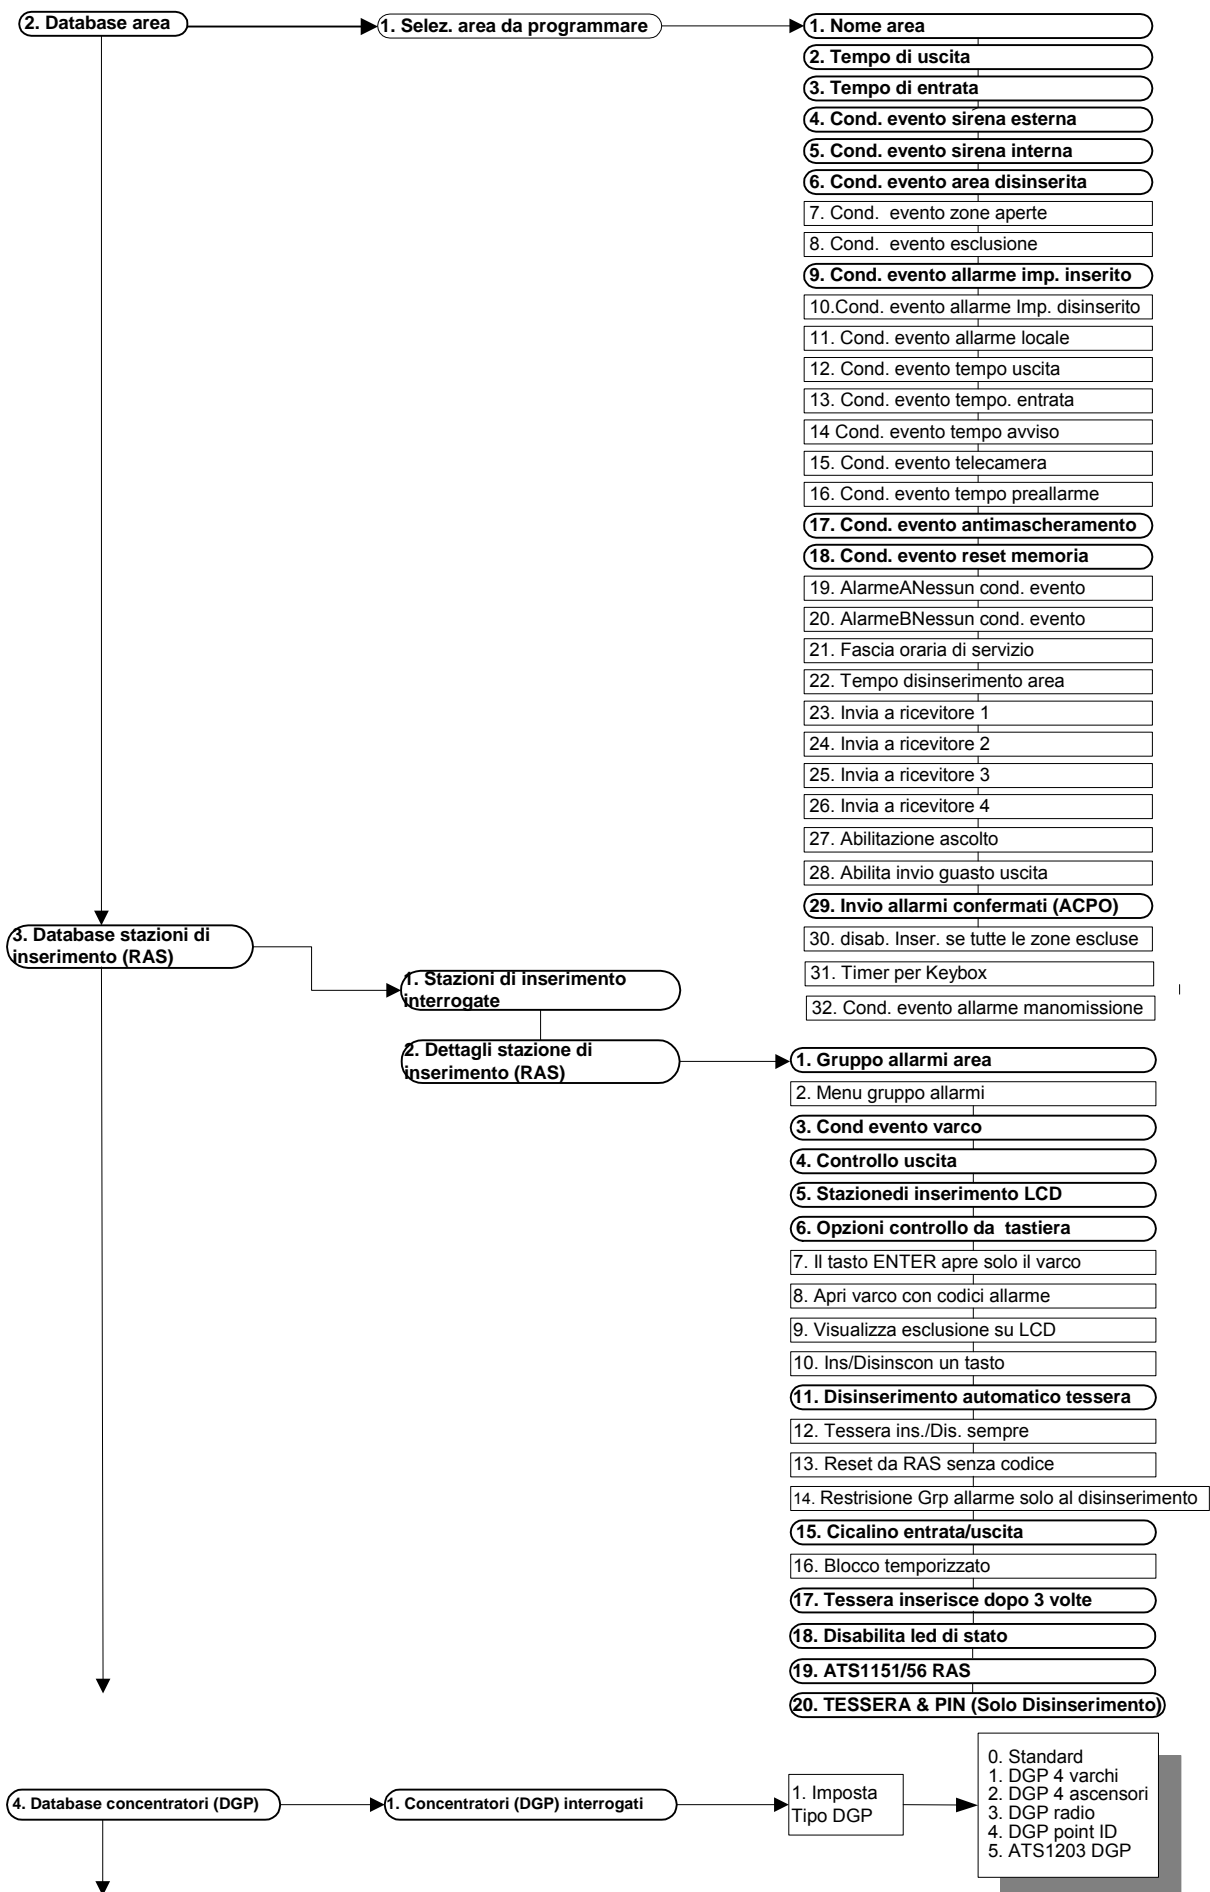 2. Database area
1. Selez. area da programmare
1. Nome area
2. Tempo di uscita
3. Tempo di entrata
4. Cond. evento sirena esterna
5. Cond. evento sirena interna
6. Cond. evento area disinserita
7. Cond. evento zone aperte
8. Cond. evento esclusione
9. Cond. evento allarme imp. inserito
10.Cond. evento allarme Imp. disinserito
11. Cond. evento allarme locale
12. Cond. evento tempo uscita
13. Cond. evento tempo. entrata
14 Cond. evento tempo avviso
15. Cond. evento telecamera
16. Cond. evento tempo preallarme
17. Cond. evento antimascheramento
18. Cond. evento reset memoria
19. AlarmeANessun cond. evento
20. AlarmeBNessun cond. evento
21. Fascia oraria di servizio
22. Tempo disinserimento area
23. Invia a ricevitore 1
24. Invia a ricevitore 2
25. Invia a ricevitore 3
26. Invia a ricevitore 4
27. Abilitazione ascolto
28. Abilita invio guasto uscita
29. Invio allarmi confermati (ACPO)
30. disab. Inser. se tutte le zone escluse
31. Timer per Keybox
32. Cond. evento allarme manomissione
3. Database stazioni di
inserimento (RAS)
1. Stazioni di inserimento
interrogate
2. Dettagli stazione di
inserimento (RAS)
1. Gruppo allarmi area
2. Menu gruppo allarmi
3. Cond evento varco
4. Controllo uscita
5. Stazionedi inserimento LCD
6. Opzioni controllo da tastiera
7. Il tasto ENTER apre solo il varco
8. Apri varco con codici allarme
9. Visualizza esclusione su LCD
10. Ins/Disinscon un tasto
11. Disinserimento automatico tessera
12. Tessera ins./Dis. sempre
13. Reset da RAS senza codice
14. Restrisione Grp allarme solo al disinserimento
15. Cicalino entrata/uscita
16. Blocco temporizzato
17. Tessera inserisce dopo 3 volte
18. Disabilita led di stato
19. ATS1151/56 RAS
20. TESSERA & PIN (Solo Disinserimento)
4. Database concentratori (DGP)
1. Concentratori (DGP) interrogati
1. Imposta
Tipo DGP
0. Standard
1. DGP 4 varchi
2. DGP 4 ascensori
3. DGP radio
4. DGP point ID
5. ATS1203 DGP